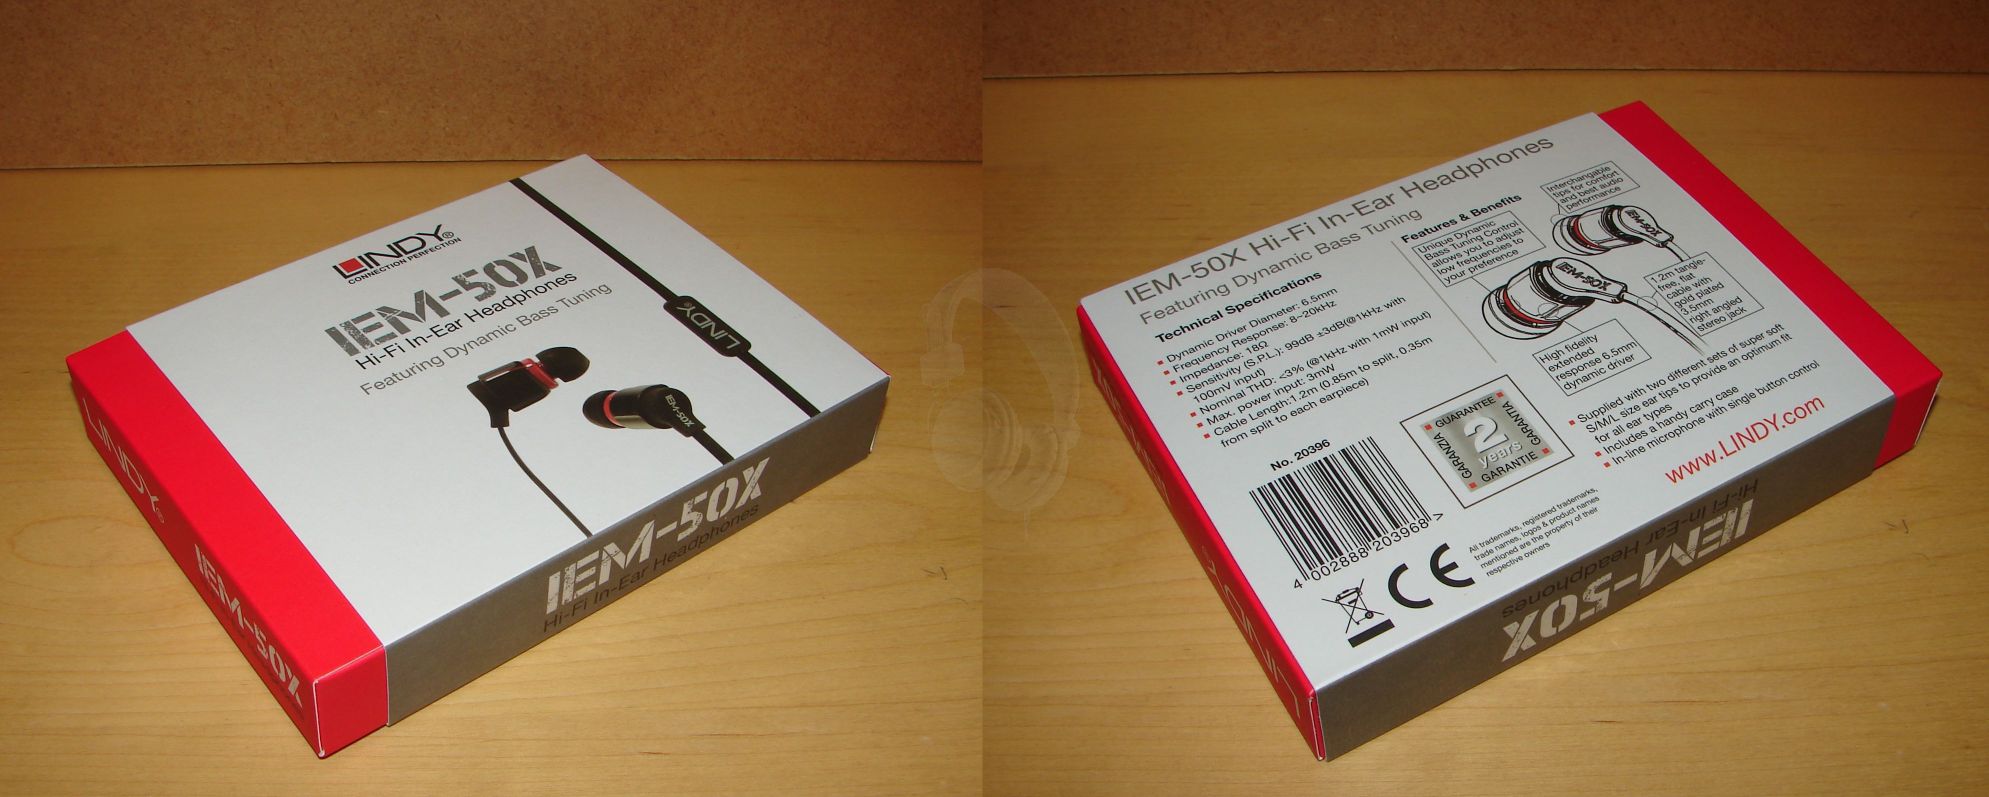 LINDY®
CONNECTION PERFECTION
IEM-50X
Hi-Fi In-Ear Headphones
Featuring Dynamic Bass Tuning
LINDY®
IEM-50X
LINDY®
IEM-50X
IEM-50X
Hi-Fi In-Ear Headphones
IEM-50X Hi-Fi In-Ear Headphones
Featuring Dynamic Bass Tuning
Technical Specifications
Dynamic Driver Diameter: 6.5mm
Frequency Response: 8~20kHz
Impedance: 18Ω
Sensitivity (S.P.L.): 99dB ±3dB(@1kHz with
100mV input)
Nominal THD: <3% (@1kHz with 1mW input)
Max. power input: 3mW
Cable Length:1.2m (0.85m to split, 0.35m
from split to each earpiece)
Features & Benefits
Unique Dynamic
Bass Tuning Control
allows you to adjust
low frequencies to
your preference
Interchangable
tips for comfort
and best audio
performance
IEM-50X
IEM-50X
1.2m tangle-
free, flat
cable with
gold plated
3.5mm
right angled
stereo jack
High fidelity
extended
response 6.5mm
dynamic driver
Supplied with two different sets of super soft
S/M/L size ear tips to provide an optimum fit
for all ear types
Includes a handy carry case
In-line microphone with single button control
www.LINDY.com
GUARANTEE
GARANTIA
GARANTIE
GARANZIA
2
years
No. 20396
4 002888 203968 >
CE
All trademarks, registered trademarks,
trade names, logos & product names
mentioned are the property of their
respective owners
IEM-50X
Hi-Fi In-Ear Headphones